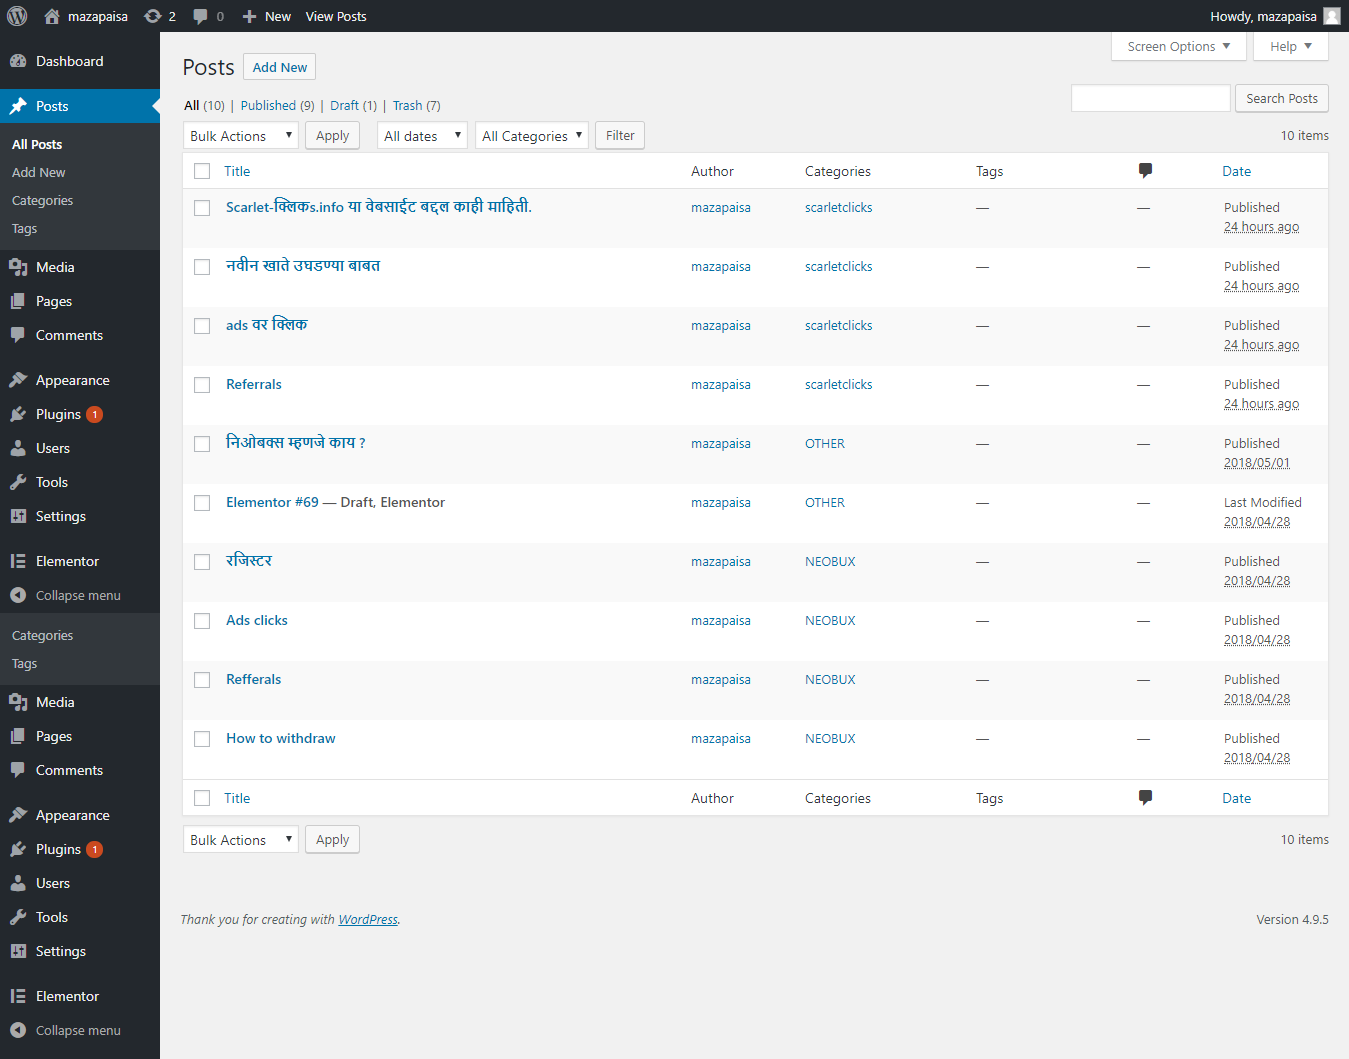 mazapaisa 2 0 New View Posts Howdy, mazapaisa
Screen Options Help
Dashboard
Posts
All Posts
Add New
Categories
Tags
Media
Pages
Comments
Appearance
Plugins 1
Users
Tools
Settings
Elementor
Collapse menu
Categories
Tags
Media
Pages
Comments
Appearance
Plugins 1
Users
Tools
Settings
Elementor
Collapse menu
Posts Add New
All (10) | Published (9) | Draft (1) | Trash (7)
Search Posts
Bulk Actions Apply All dates All Categories Filter 10 items
Title Author Categories Tags Date
Scarlet-क्लिकs.info या वेबसाईट बद्दल काही माहिती. mazapaisa scarletclicks — — Published
24 hours ago
नवीन खाते उघडण्या बाबत mazapaisa scarletclicks — — Published
24 hours ago
ads वर क्लिक mazapaisa scarletclicks — — Published
24 hours ago
Referrals mazapaisa scarletclicks — — Published
24 hours ago
निओबक्स म्हणजे काय ? mazapaisa OTHER — — Published
2018/05/01
Elementor #69 — Draft, Elementor mazapaisa OTHER — — Last Modified
2018/04/28
रजिस्टर mazapaisa NEOBUX — — Published
2018/04/28
Ads clicks mazapaisa NEOBUX — — Published
2018/04/28
Refferals mazapaisa NEOBUX — — Published
2018/04/28
How to withdraw mazapaisa NEOBUX — — Published
2018/04/28
Title Author Categories Tags Date
Bulk Actions Apply 10 items
Thank you for creating with WordPress. Version 4.9.5